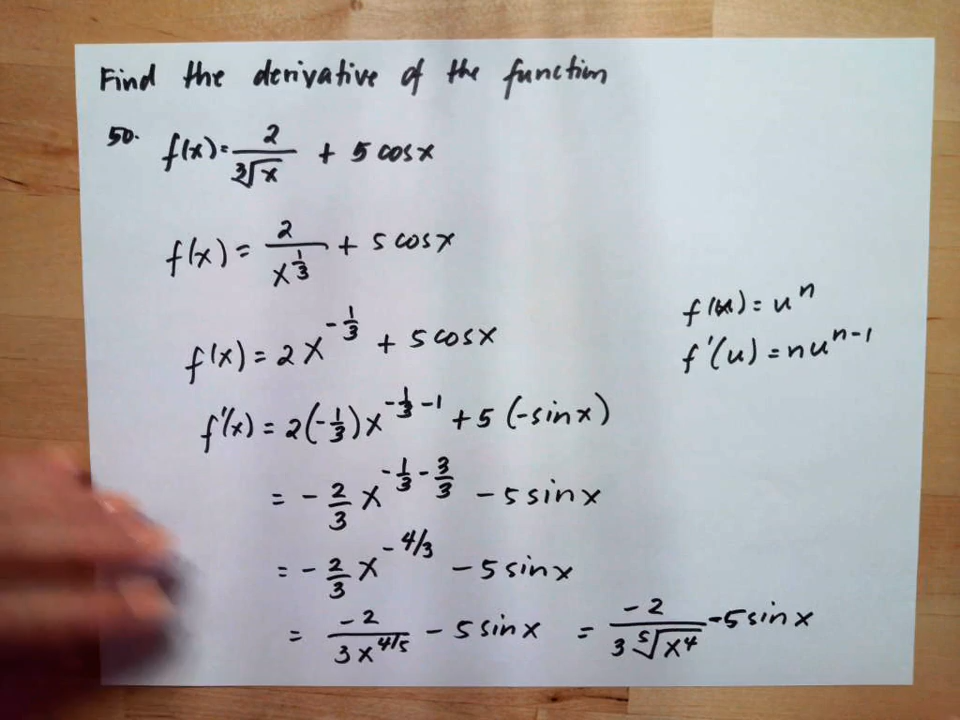 Find the derivative of the function
50. f(x) = 2/∛x + 5 cos x
f(x) = 2/x^(1/3) + 5 cos x
f(x) = 2x^(-1/3) + 5 cos x
f(u) = u^n
f'(u) = nu^(n-1)
f'(x) = 2(-1/3)x^(-1/3 - 1) + 5(-sin x)
= -2/3 x^(-1/3 - 3/3) - 5 sin x
= -2/3 x^(-4/3) - 5 sin x
= -2/(3x^(4/5)) - 5 sin x = -2/(3 ⁵√(x^4)) - 5 sin x